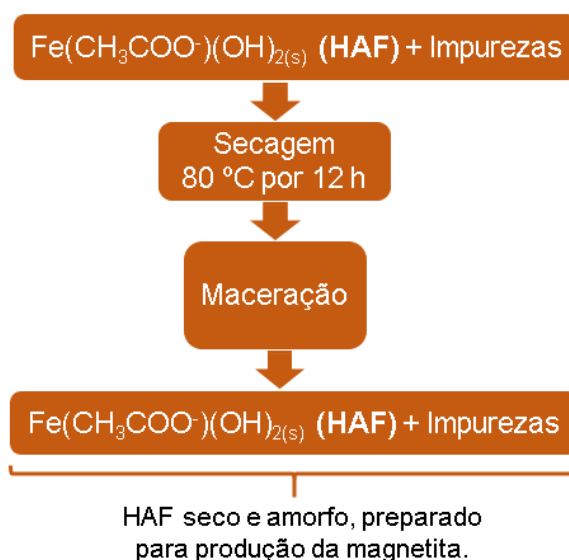 Fe(CH₃COO⁻)(OH)₂₍ₛ₎ (HAF) + Impurezas
Secagem
80 ºC por 12 h
Maceração
Fe(CH₃COO⁻)(OH)₂₍ₛ₎ (HAF) + Impurezas
HAF seco e amorfo, preparado
para produção da magnetita.